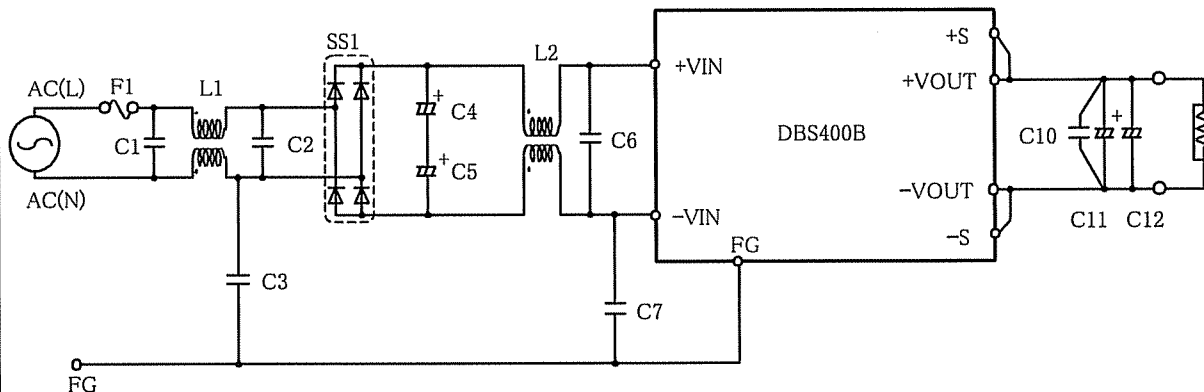 SS1
L2
+S
AC(L)
F1
L1
+VIN
+VOUT
C1
C2
C4
C6
DBS400B
C10
+
+
+
C5
AC(N)
-VIN
-VOUT
C11
C12
FG
-S
C3
C7
FG